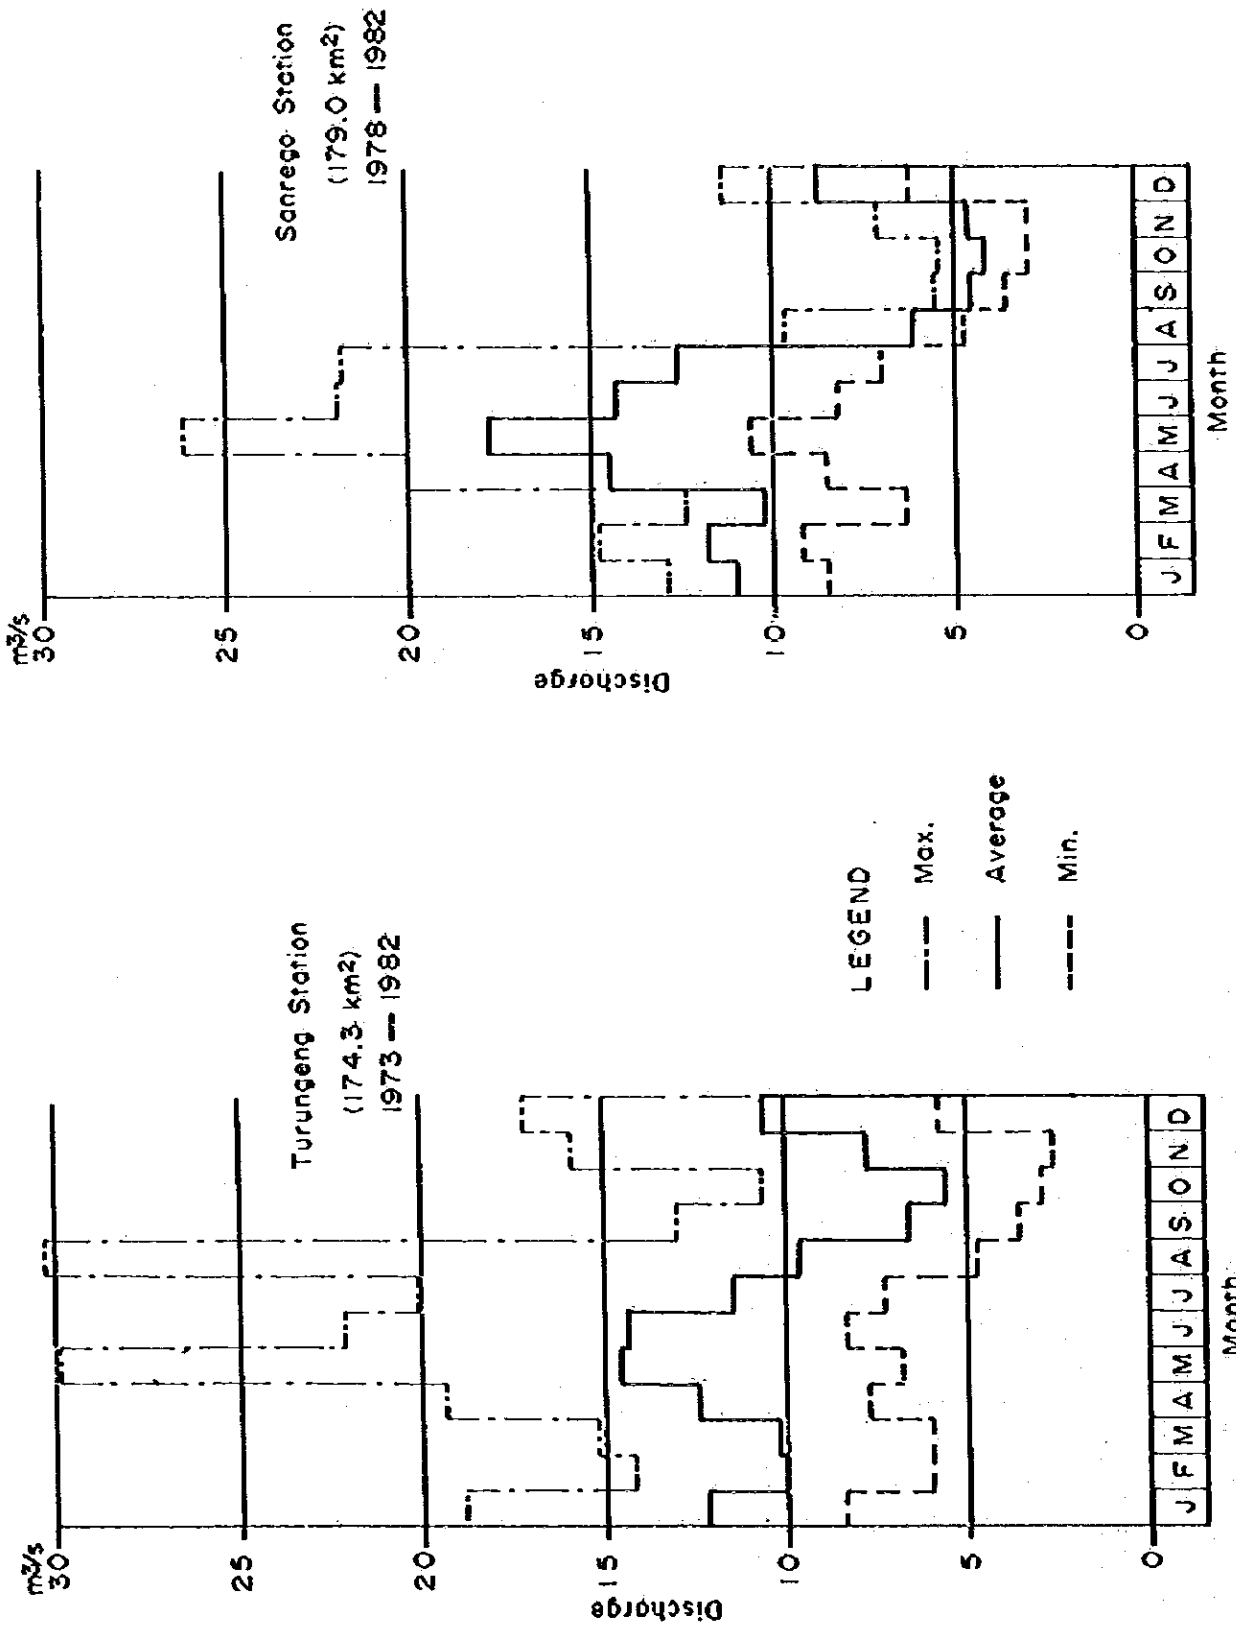 m³/s
30
25
20
15
10
5
0
Discharge
Turungeng Station
(174.3 km²)
1973 — 1982
J F M A M J J A S O N D
Month
LEGEND
Max.
Average
Min.
m³/s
30
25
20
15
10
5
0
Discharge
Sanrego Station
(179.0 km²)
1978 — 1982
J F M A M J J A S O N D
Month